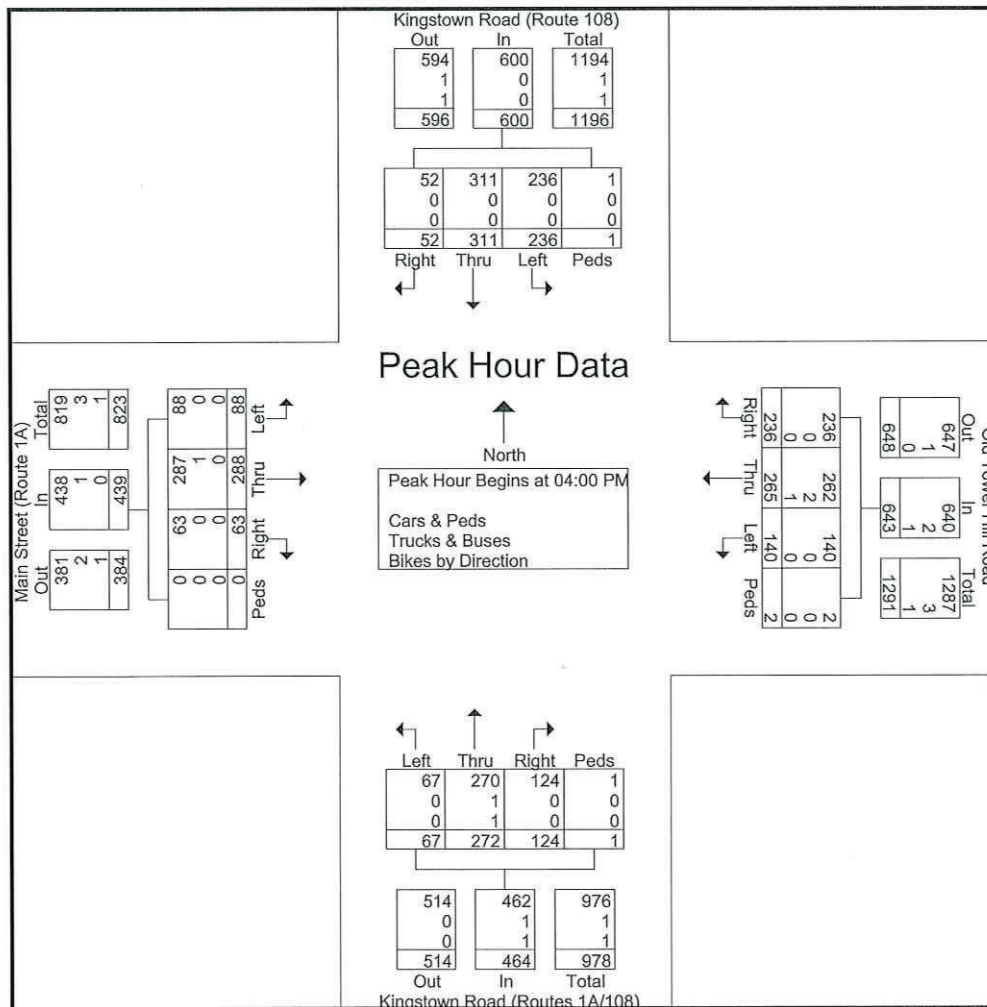 Kingstown Road (Route 108)
Out In Total
594 600 1194
1 0 1
1 0 1
596 600 1196
52 311 236 1
0 0 0 0
0 0 0 0
52 311 236 1
Right Thru Left Peds
Peak Hour Data
North
Peak Hour Begins at 04:00 PM
Cars & Peds
Trucks & Buses
Bikes by Direction
Main Street (Route 1A)
Out In Total
381 438 819
2 1 3
1 0 1
384 439 823
88 0 0 88 Left
287 1 0 288 Thru
63 0 0 63 Right
0 0 0 0 Peds
Right 236 0 0 236
Thru 265 1 2 262
Left 140 0 0 140
Peds 2 0 0 2
Out In Total
647 640 1287
1 2 3
0 1 1
648 643 1291
Left Thru Right Peds
67 270 124 1
0 1 0 0
0 1 0 0
67 272 124 1
514 462 976
0 1 1
0 1 1
514 464 978
Out In Total
Kingstown Road (Routes 1A/108)